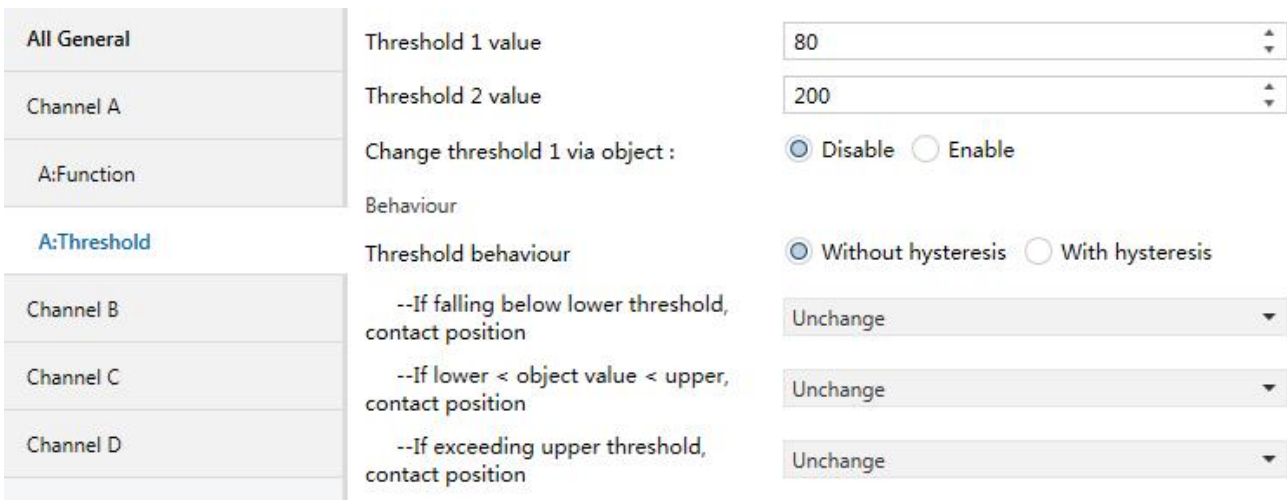 All General
Channel A
A:Function
A:Threshold
Channel B
Channel C
Channel D
Threshold 1 value
80
Threshold 2 value
200
Change threshold 1 via object :
Disable Enable
Behaviour
Threshold behaviour
Without hysteresis With hysteresis
--If falling below lower threshold,
contact position
Unchange
--If lower < object value < upper,
contact position
Unchange
--If exceeding upper threshold,
contact position
Unchange